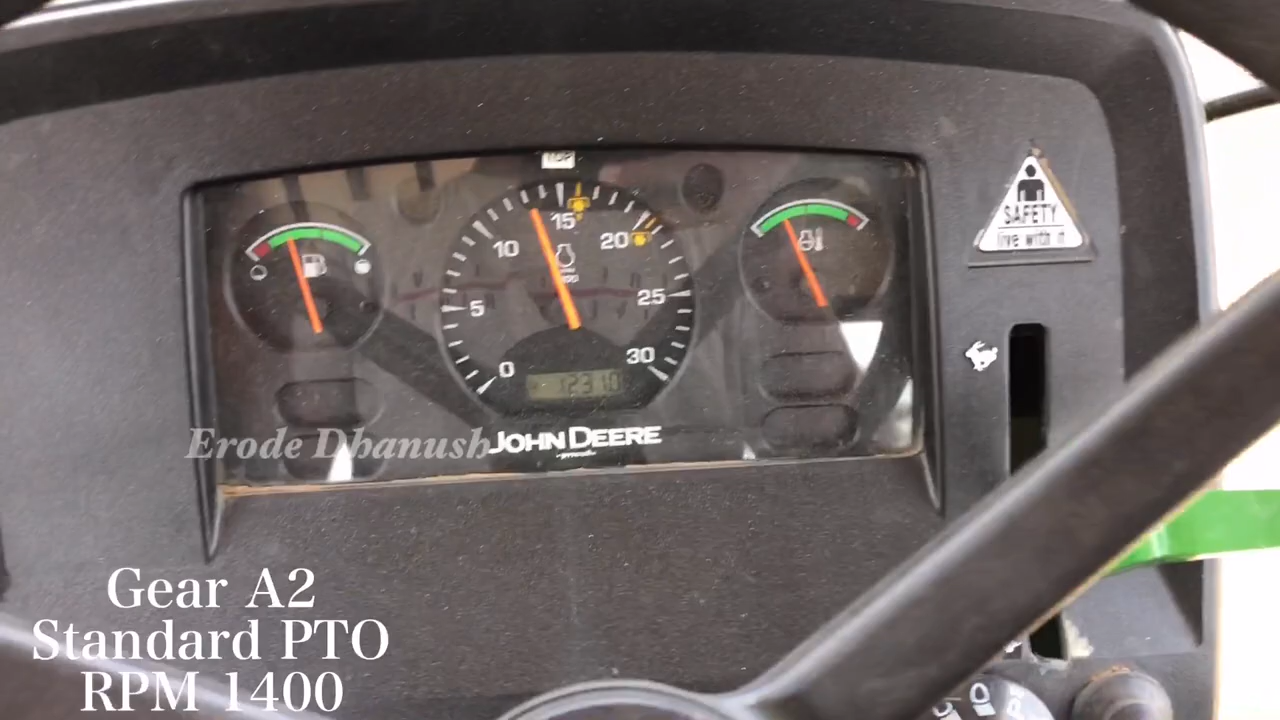 SAFETY
live with it
15
10
20
5
25
0
30
JOHN DEERE
Erode Dhanush
Gear A2
Standard PTO
RPM 1400